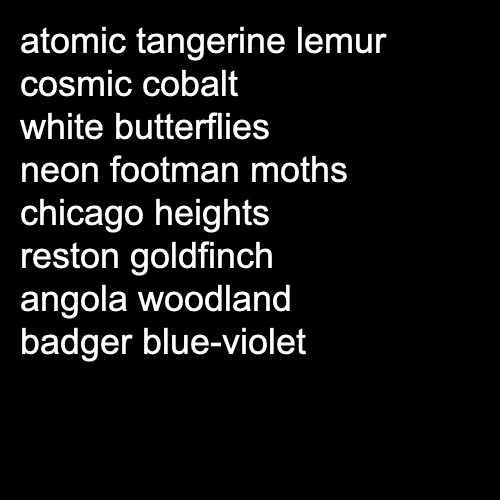 atomic tangerine lemur
cosmic cobalt
white butterflies
neon footman moths
chicago heights
reston goldfinch
angola woodland
badger blue-violet